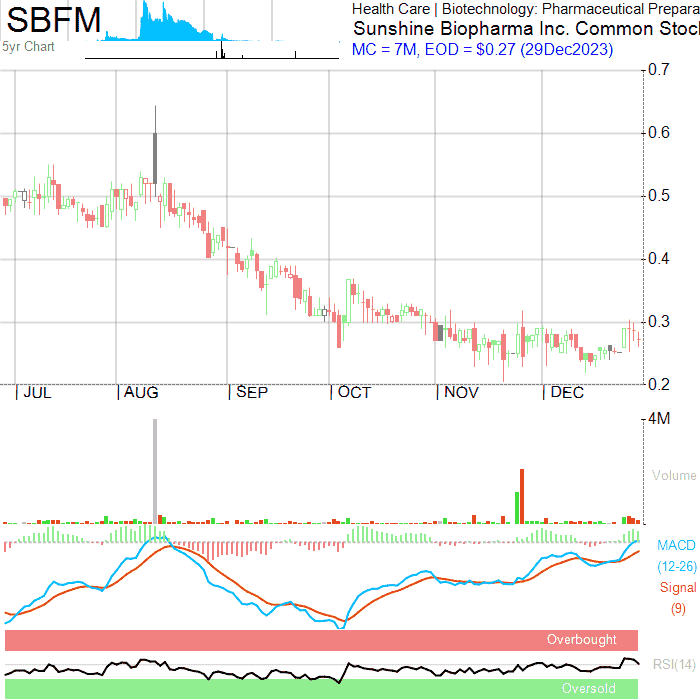 SBFM
5yr Chart
Health Care | Biotechnology: Pharmaceutical Prepara
Sunshine Biopharma Inc. Common Stoc
MC = 7M, EOD = $0.27 (29Dec2023)
0.7
0.6
0.5
0.4
0.3
0.2
JUL AUG SEP OCT NOV DEC
4M
Volume
MACD
(12-26)
Signal
(9)
Overbought
RSI(14)
Oversold